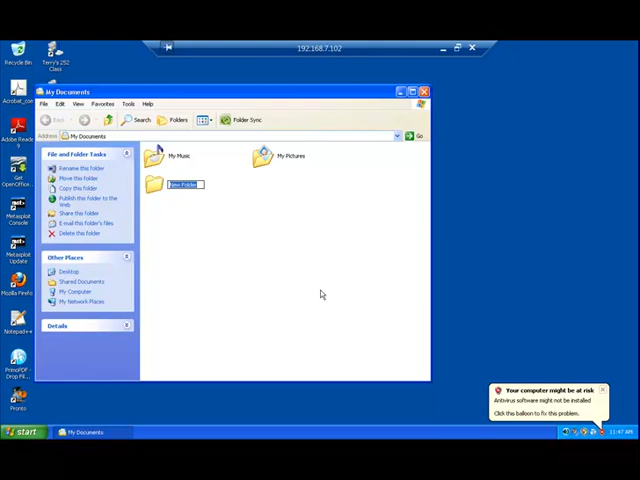 192.168.7.102
Recycle Bin
Terry's 252
Class
Acrobat_con
Adobe Reader
9
Get
OpenOffice...
Metasploit
Console
Metasploit
Update
Mozilla Firefox
Notepad++
PrimoPDF -
Drop Fil...
Pronto
My Documents
File Edit View Favorites Tools Help
Back Search Folders Folder Sync
Address My Documents Go
File and Folder Tasks
Rename this folder
Move this folder
Copy this folder
Publish this folder to the
Web
Share this folder
E-mail this folder's files
Delete this folder
Other Places
Desktop
Shared Documents
My Computer
My Network Places
Details
My Music
My Pictures
New Folder
Your computer might be at risk
Antivirus software might not be installed
Click this balloon to fix this problem.
start
My Documents
11:47 AM